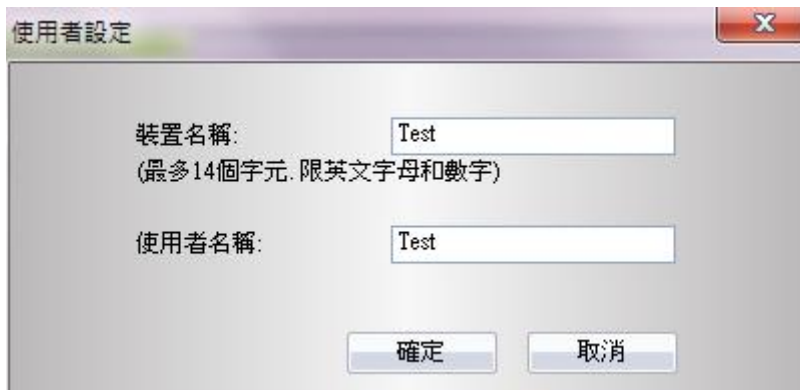 使用者設定
裝置名稱: Test
(最多14個字元.限英文字母和數字)
使用者名稱: Test
確定 取消